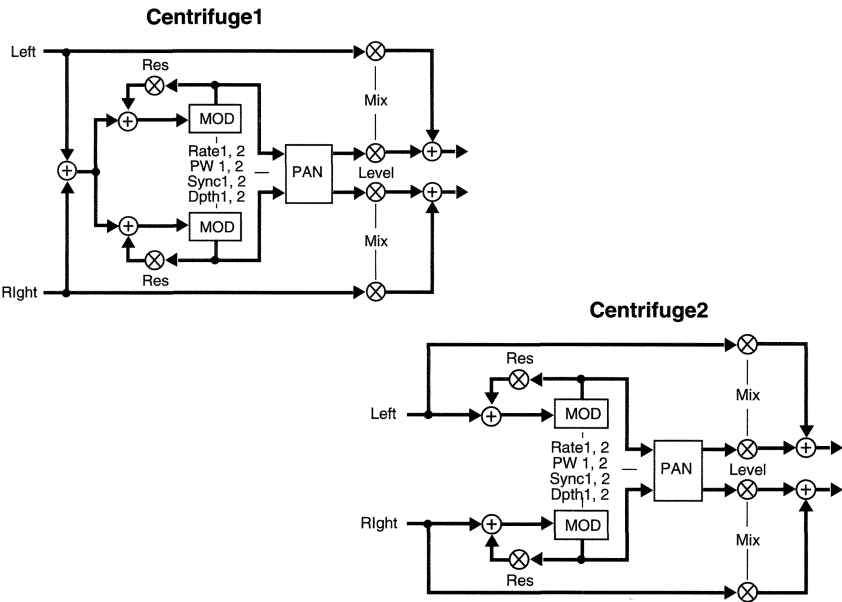 Centrifuge1
Left
Res
MOD
Mix
Rate1, 2
PW 1, 2
Sync1, 2
Dpth1, 2
PAN
Level
MOD
Mix
Res
RIght
Centrifuge2
Res
Left
MOD
Mix
Rate1, 2
PW 1, 2
Sync1, 2
Dpth1, 2
PAN
Level
RIght
MOD
Mix
Res